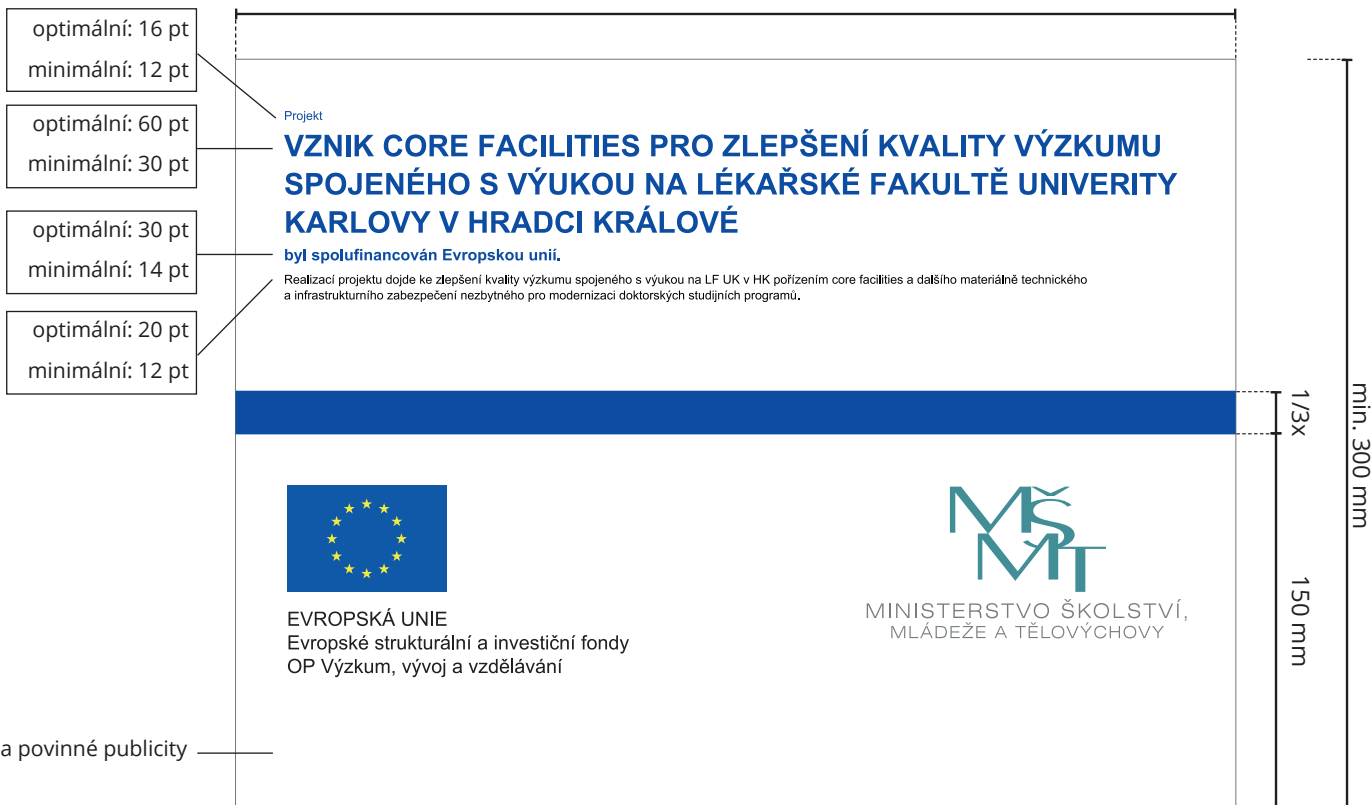 optimální: 16 pt
minimální: 12 pt
optimální: 60 pt
minimální: 30 pt
optimální: 30 pt
minimální: 14 pt
optimální: 20 pt
minimální: 12 pt
Projekt
VZNIK CORE FACILITIES PRO ZLEPŠENÍ KVALITY VÝZKUMU
SPOJENÉHO S VÝUKOU NA LÉKAŘSKÉ FAKULTĚ UNIVERITY
KARLOVY V HRADCI KRÁLOVÉ
byl spolufinancován Evropskou unií.
Realizací projektu dojde ke zlepšení kvality výzkumu spojeného s výukou na LF UK v HK pořízením core facilities a dalšího materiálně technického
a infrastrukturního zabezpečení nezbytného pro modernizaci doktorských studijních programů.
1/3x
min. 300 mm
150 mm
EVROPSKÁ UNIE
Evropské strukturální a investiční fondy
OP Výzkum, vývoj a vzdělávání
MŠ
MT
MINISTERSTVO ŠKOLSTVÍ,
MLÁDEŽE A TĚLOVÝCHOVY
a povinné publicity